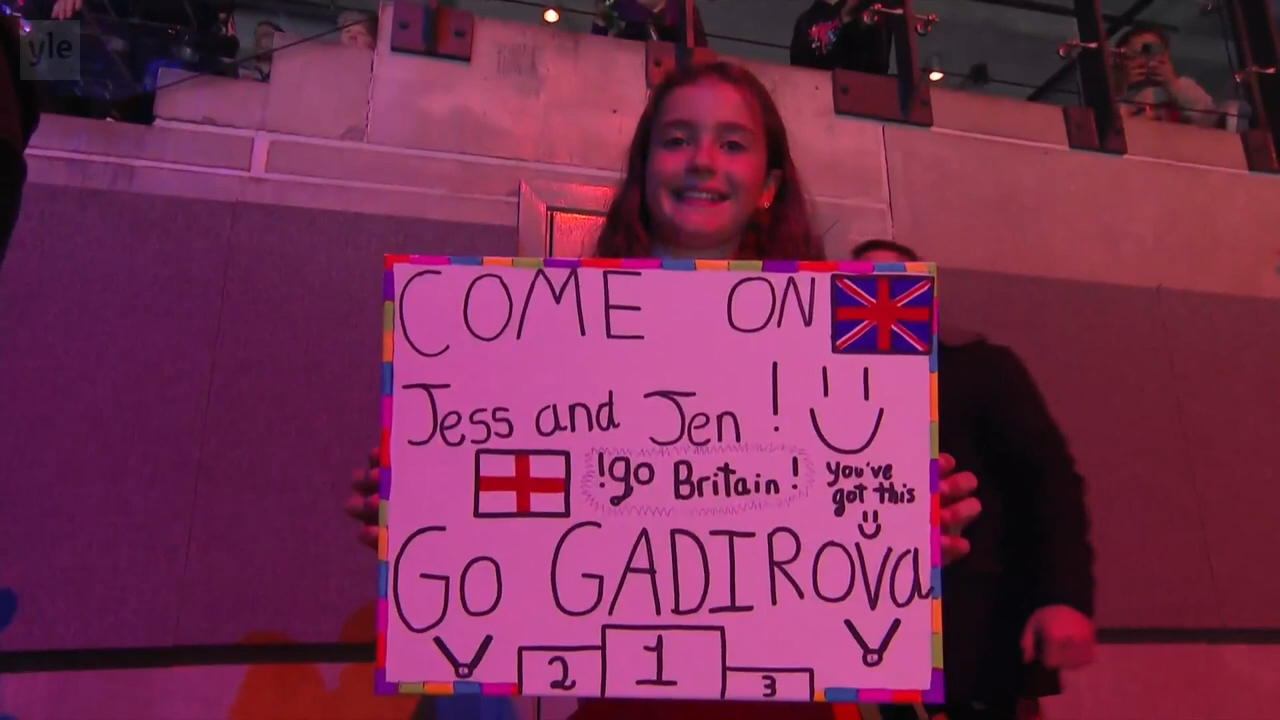 yle
COME ON
Jess and Jen!
!go Britain!
you've
got this
Go GADIROVA
2 1 3